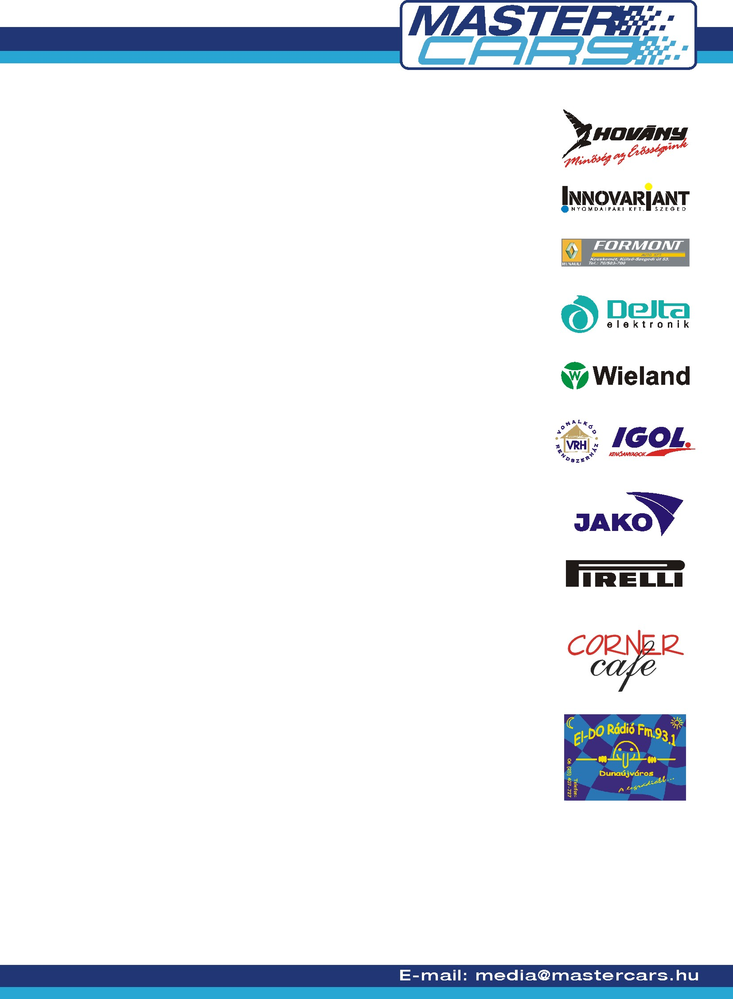 MASTER
CARS
HOVÁNY
Minőség az Erősségünk
INNOVARIANT
NYOMDAIPARI KFT. SZEGED
FORMONT
AUTÓ KFT.
Kecskemét, Külső-Szegedi út 53.
Tel.: 76/503-700
RENAULT
Delta
elektronik
W Wieland
VONALKÓD
VRH
RENDSZERHÁZ
IGOL.
KENŐANYAGOK
JAKO
PIRELLI
CORNER
cafe
El-DO Rádió Fm.93.1
Dunaújváros
A legrádióbb...
Telefon:
06 (25) 407-727
E-mail: media@mastercars.hu